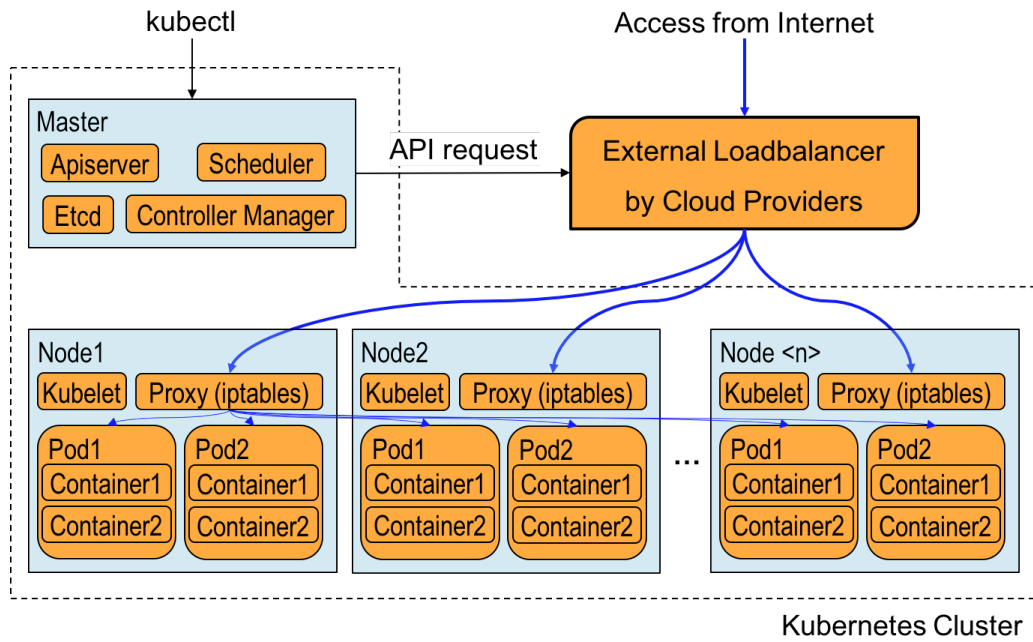 kubectl
Access from Internet
Master
Apiserver
Scheduler
Etcd
Controller Manager
API request
External Loadbalancer
by Cloud Providers
Node1
Kubelet
Proxy (iptables)
Pod1
Container1
Container2
Pod2
Container1
Container2
Node2
Kubelet
Proxy (iptables)
Pod1
Container1
Container2
Pod2
Container1
Container2
...
Node <n>
Kubelet
Proxy (iptables)
Pod1
Container1
Container2
Pod2
Container1
Container2
Kubernetes Cluster